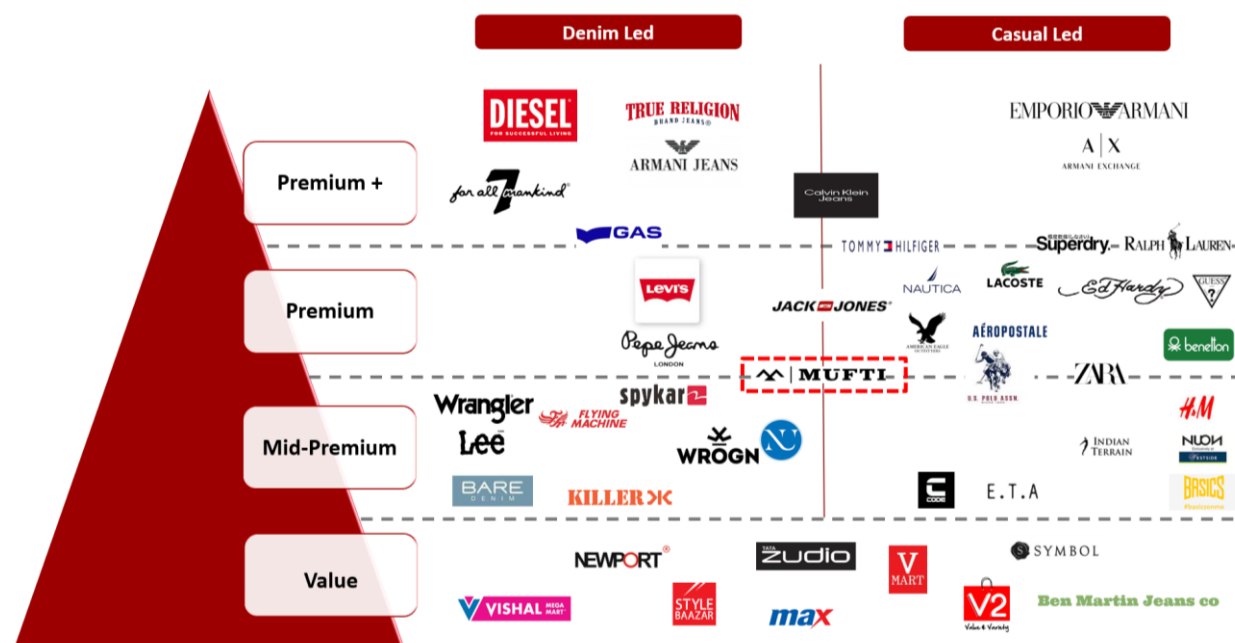 Denim Led
Casual Led
Premium +
DIESEL
FOR SUCCESSFUL LIVING
TRUE RELIGION
BRAND JEANS®
ARMANI JEANS
for all 7 mankind®
Calvin Klein
Jeans
EMPORIO ARMANI
A|X
ARMANI EXCHANGE
GAS
TOMMY HILFIGER
Superdry.
RALPH LAUREN
Premium
LEVI'S
Pepe Jeans
LONDON
JACK JONES®
NAUTICA
LACOSTE
Ed Hardy
GUESS
?
AMERICAN EAGLE
OUTFITTERS
AÉROPOSTALE
benetton
MUFTI
U.S. POLO ASSN.
ZARA
Mid-Premium
Wrangler
Lee
FLYING
MACHINE
spykar
WROGN
NU
BARE
DENIM
KILLER
H&M
INDIAN
TERRAIN
NUON
WESTSIDE
C
CODE
E.T.A
BASICS
Value
NEWPORT®
TATA
zudio
V
MART
S SYMBOL
VISHAL MEGA
MART
STYLE
BAAZAR
max
V2
Value & Variety
Ben Martin Jeans co